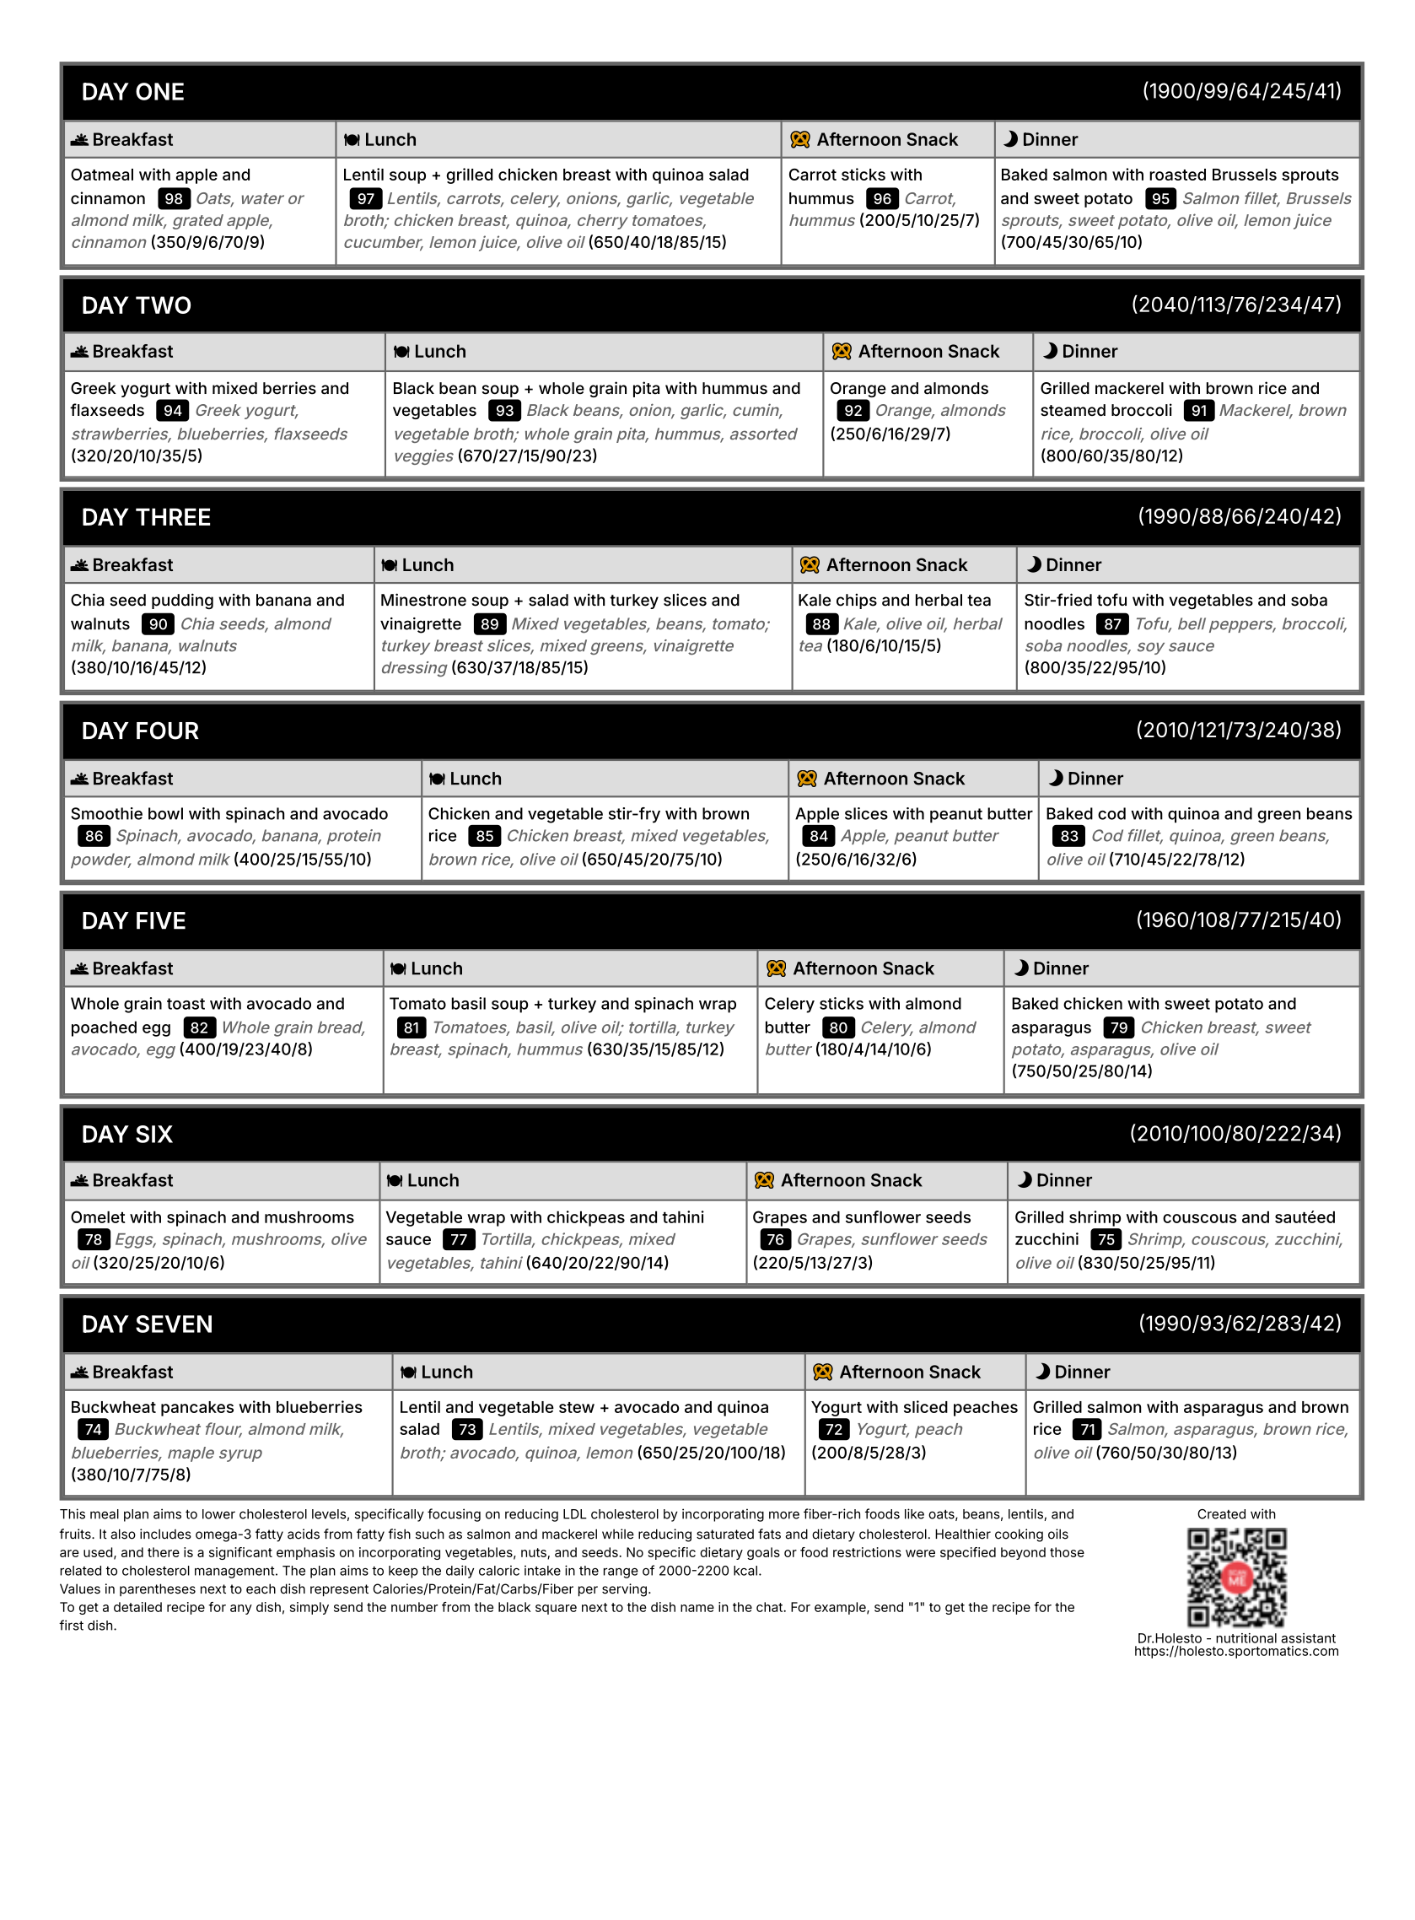 DAY ONE (1900/99/64/245/41)
Breakfast
Lunch
Afternoon Snack
Dinner
Oatmeal with apple and
cinnamon 98 Oats, water or
almond milk, grated apple,
cinnamon (350/9/6/70/9)
Lentil soup + grilled chicken breast with quinoa salad
97 Lentils, carrots, celery, onions, garlic, vegetable
broth; chicken breast, quinoa, cherry tomatoes,
cucumber, lemon juice, olive oil (650/40/18/85/15)
Carrot sticks with
hummus 96 Carrot,
hummus (200/5/10/25/7)
Baked salmon with roasted Brussels sprouts
and sweet potato 95 Salmon fillet, Brussels
sprouts, sweet potato, olive oil, lemon juice
(700/45/30/65/10)
DAY TWO (2040/113/76/234/47)
Breakfast
Lunch
Afternoon Snack
Dinner
Greek yogurt with mixed berries and
flaxseeds 94 Greek yogurt,
strawberries, blueberries, flaxseeds
(320/20/10/35/5)
Black bean soup + whole grain pita with hummus and
vegetables 93 Black beans, onion, garlic, cumin,
vegetable broth; whole grain pita, hummus, assorted
veggies (670/27/15/90/23)
Orange and almonds
92 Orange, almonds
(250/6/16/29/7)
Grilled mackerel with brown rice and
steamed broccoli 91 Mackerel, brown
rice, broccoli, olive oil
(800/60/35/80/12)
DAY THREE (1990/88/66/240/42)
Breakfast
Lunch
Afternoon Snack
Dinner
Chia seed pudding with banana and
walnuts 90 Chia seeds, almond
milk, banana, walnuts
(380/10/16/45/12)
Minestrone soup + salad with turkey slices and
vinaigrette 89 Mixed vegetables, beans, tomato;
turkey breast slices, mixed greens, vinaigrette
dressing (630/37/18/85/15)
Kale chips and herbal tea
88 Kale, olive oil, herbal
tea (180/6/10/15/5)
Stir-fried tofu with vegetables and soba
noodles 87 Tofu, bell peppers, broccoli,
soba noodles, soy sauce
(800/35/22/95/10)
DAY FOUR (2010/121/73/240/38)
Breakfast
Lunch
Afternoon Snack
Dinner
Smoothie bowl with spinach and avocado
86 Spinach, avocado, banana, protein
powder, almond milk (400/25/15/55/10)
Chicken and vegetable stir-fry with brown
rice 85 Chicken breast, mixed vegetables,
brown rice, olive oil (650/45/20/75/10)
Apple slices with peanut butter
84 Apple, peanut butter
(250/6/16/32/6)
Baked cod with quinoa and green beans
83 Cod fillet, quinoa, green beans,
olive oil (710/45/22/78/12)
DAY FIVE (1960/108/77/215/40)
Breakfast
Lunch
Afternoon Snack
Dinner
Whole grain toast with avocado and
poached egg 82 Whole grain bread,
avocado, egg (400/19/23/40/8)
Tomato basil soup + turkey and spinach wrap
81 Tomatoes, basil, olive oil; tortilla, turkey
breast, spinach, hummus (630/35/15/85/12)
Celery sticks with almond
butter 80 Celery, almond
butter (180/4/14/10/6)
Baked chicken with sweet potato and
asparagus 79 Chicken breast, sweet
potato, asparagus, olive oil
(750/50/25/80/14)
DAY SIX (2010/100/80/222/34)
Breakfast
Lunch
Afternoon Snack
Dinner
Omelet with spinach and mushrooms
78 Eggs, spinach, mushrooms, olive
oil (320/25/20/10/6)
Vegetable wrap with chickpeas and tahini
sauce 77 Tortilla, chickpeas, mixed
vegetables, tahini (640/20/22/90/14)
Grapes and sunflower seeds
76 Grapes, sunflower seeds
(220/5/13/27/3)
Grilled shrimp with couscous and sautéed
zucchini 75 Shrimp, couscous, zucchini,
olive oil (830/50/25/95/11)
DAY SEVEN (1990/93/62/283/42)
Breakfast
Lunch
Afternoon Snack
Dinner
Buckwheat pancakes with blueberries
74 Buckwheat flour, almond milk,
blueberries, maple syrup
(380/10/7/75/8)
Lentil and vegetable stew + avocado and quinoa
salad 73 Lentils, mixed vegetables, vegetable
broth; avocado, quinoa, lemon (650/25/20/100/18)
Yogurt with sliced peaches
72 Yogurt, peach
(200/8/5/28/3)
Grilled salmon with asparagus and brown
rice 71 Salmon, asparagus, brown rice,
olive oil (760/50/30/80/13)
This meal plan aims to lower cholesterol levels, specifically focusing on reducing LDL cholesterol by incorporating more fiber-rich foods like oats, beans, lentils, and
fruits. It also includes omega-3 fatty acids from fatty fish such as salmon and mackerel while reducing saturated fats and dietary cholesterol. Healthier cooking oils
are used, and there is a significant emphasis on incorporating vegetables, nuts, and seeds. No specific dietary goals or food restrictions were specified beyond those
related to cholesterol management. The plan aims to keep the daily caloric intake in the range of 2000-2200 kcal.
Values in parentheses next to each dish represent Calories/Protein/Fat/Carbs/Fiber per serving.
To get a detailed recipe for any dish, simply send the number from the black square next to the dish name in the chat. For example, send "1" to get the recipe for the
first dish.
Created with
SCAN
ME
Dr.Holesto - nutritional assistant
https://holesto.sportomatics.com